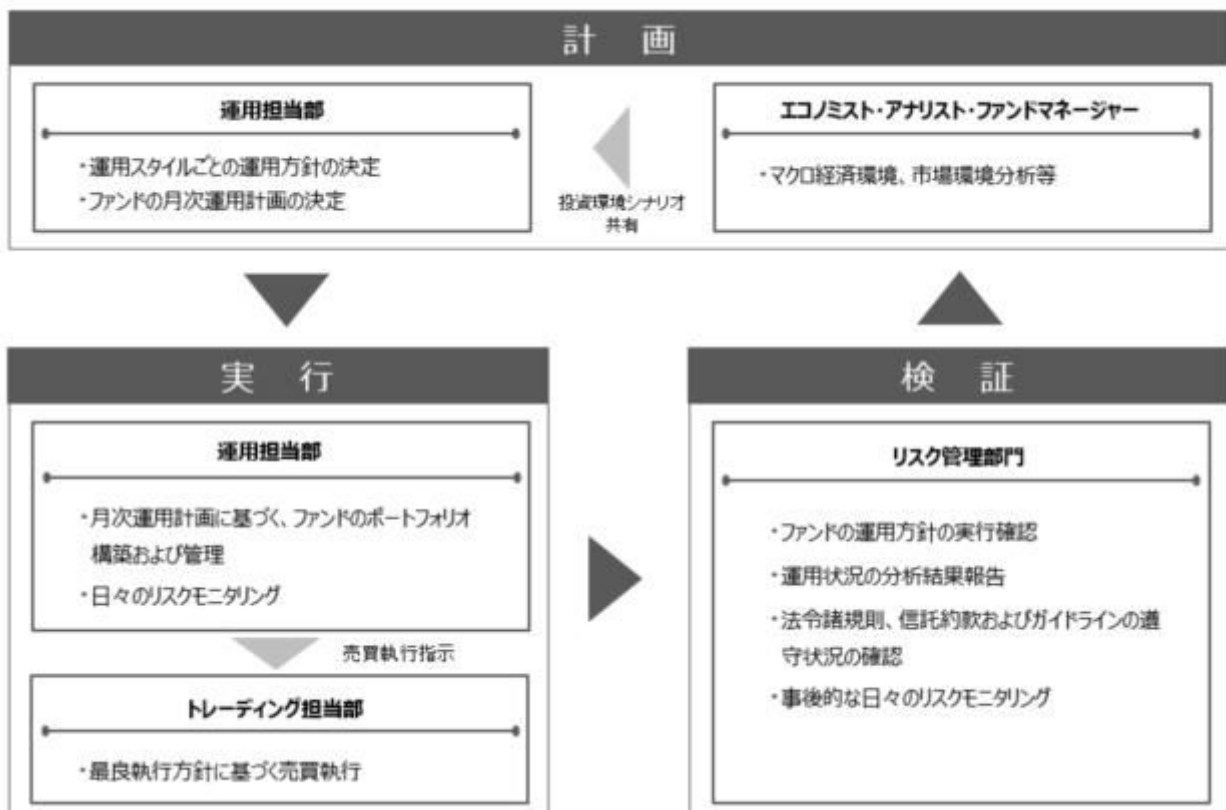 計 画
運用担当部
・運用スタイルごとの運用方針の決定
・ファンドの月次運用計画の決定
投資環境シナリオ
共有
エコノミスト・アナリスト・ファンドマネージャー
・マクロ経済環境、市場環境分析等
実 行
運用担当部
・月次運用計画に基づく、ファンドのポートフォリオ
構築および管理
・日々のリスクモニタリング
売買執行指示
トレーディング担当部
・最良執行方針に基づく売買執行
検 証
リスク管理部門
・ファンドの運用方針の実行確認
・運用状況の分析結果報告
・法令諸規則、信託約款およびガイドラインの遵
守状況の確認
・事後的な日々のリスクモニタリング